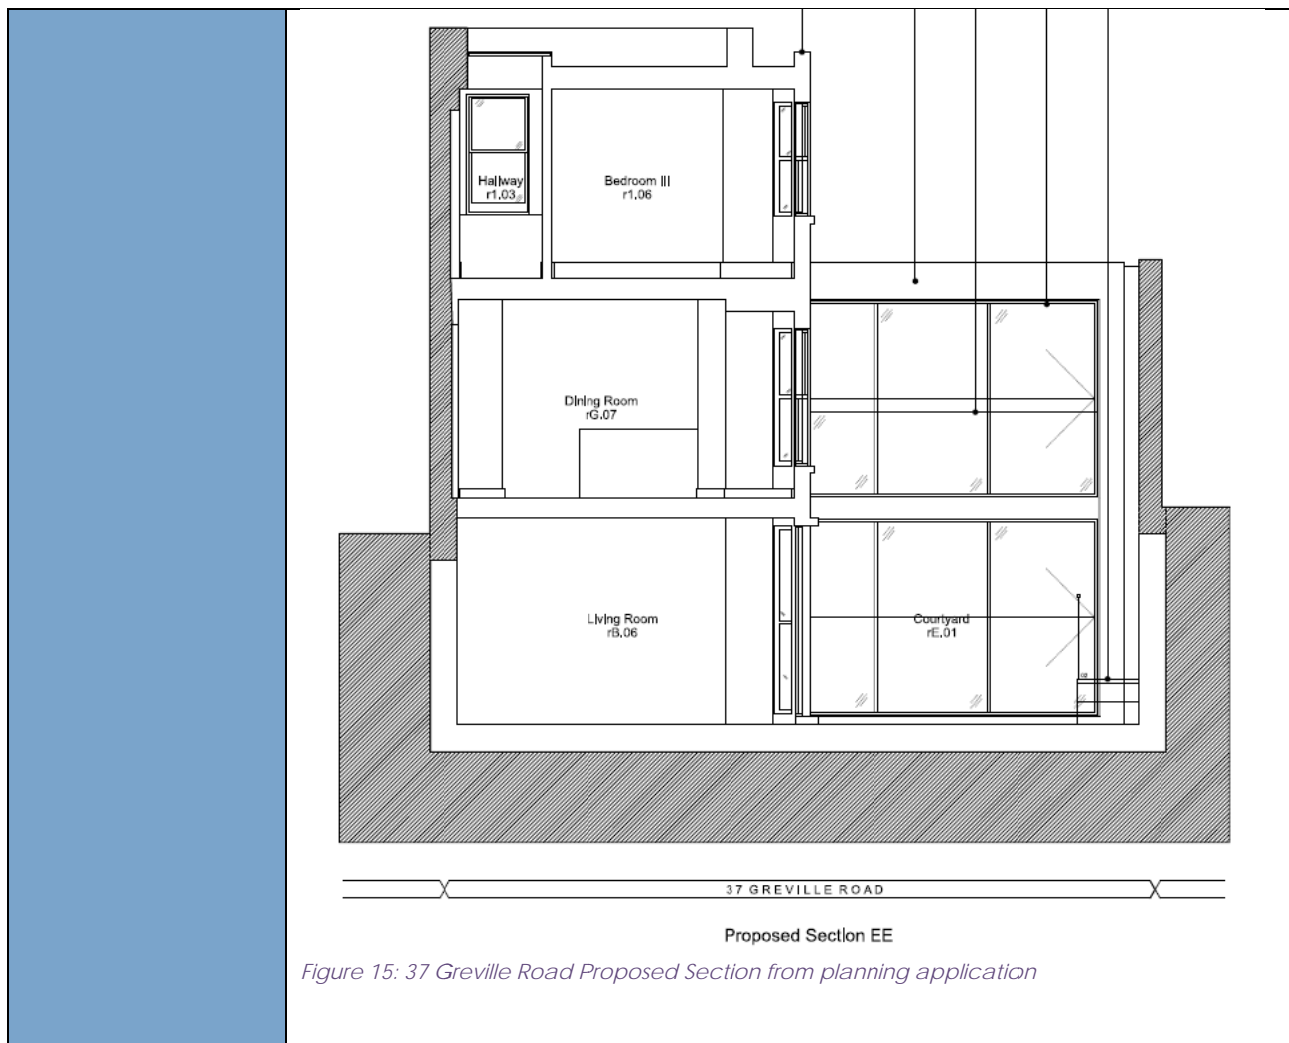 Hallway
r1.03
Bedroom III
r1.06
Dining Room
rG.07
Living Room
rB.06
Courtyard
rE.01
02
37 GREVILLE ROAD
Proposed Section EE
Figure 15: 37 Greville Road Proposed Section from planning application